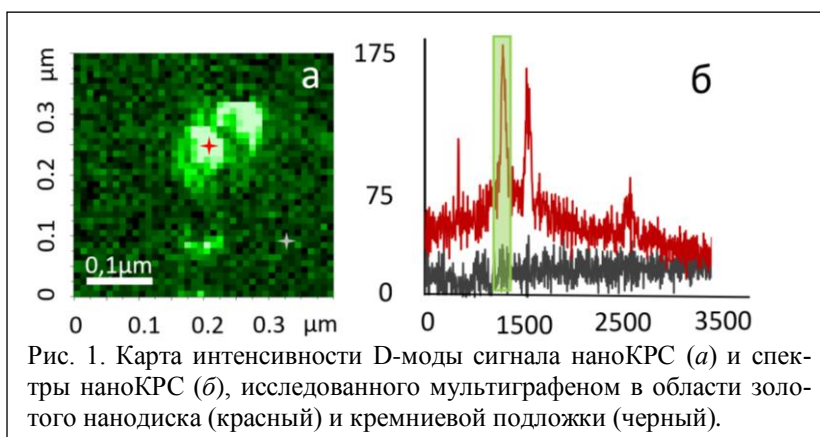 µm
а
0.3
0.2
0.1
0
0,1µm
0 0.1 0.2 0.3 µm
175
б
75
0
0 1500 2500 3500
Рис. 1. Карта интенсивности D-моды сигнала наноКРС (а) и спек-
тры наноКРС (б), исследованного мультиграфеном в области золо-
того нанодиска (красный) и кремниевой подложки (черный).